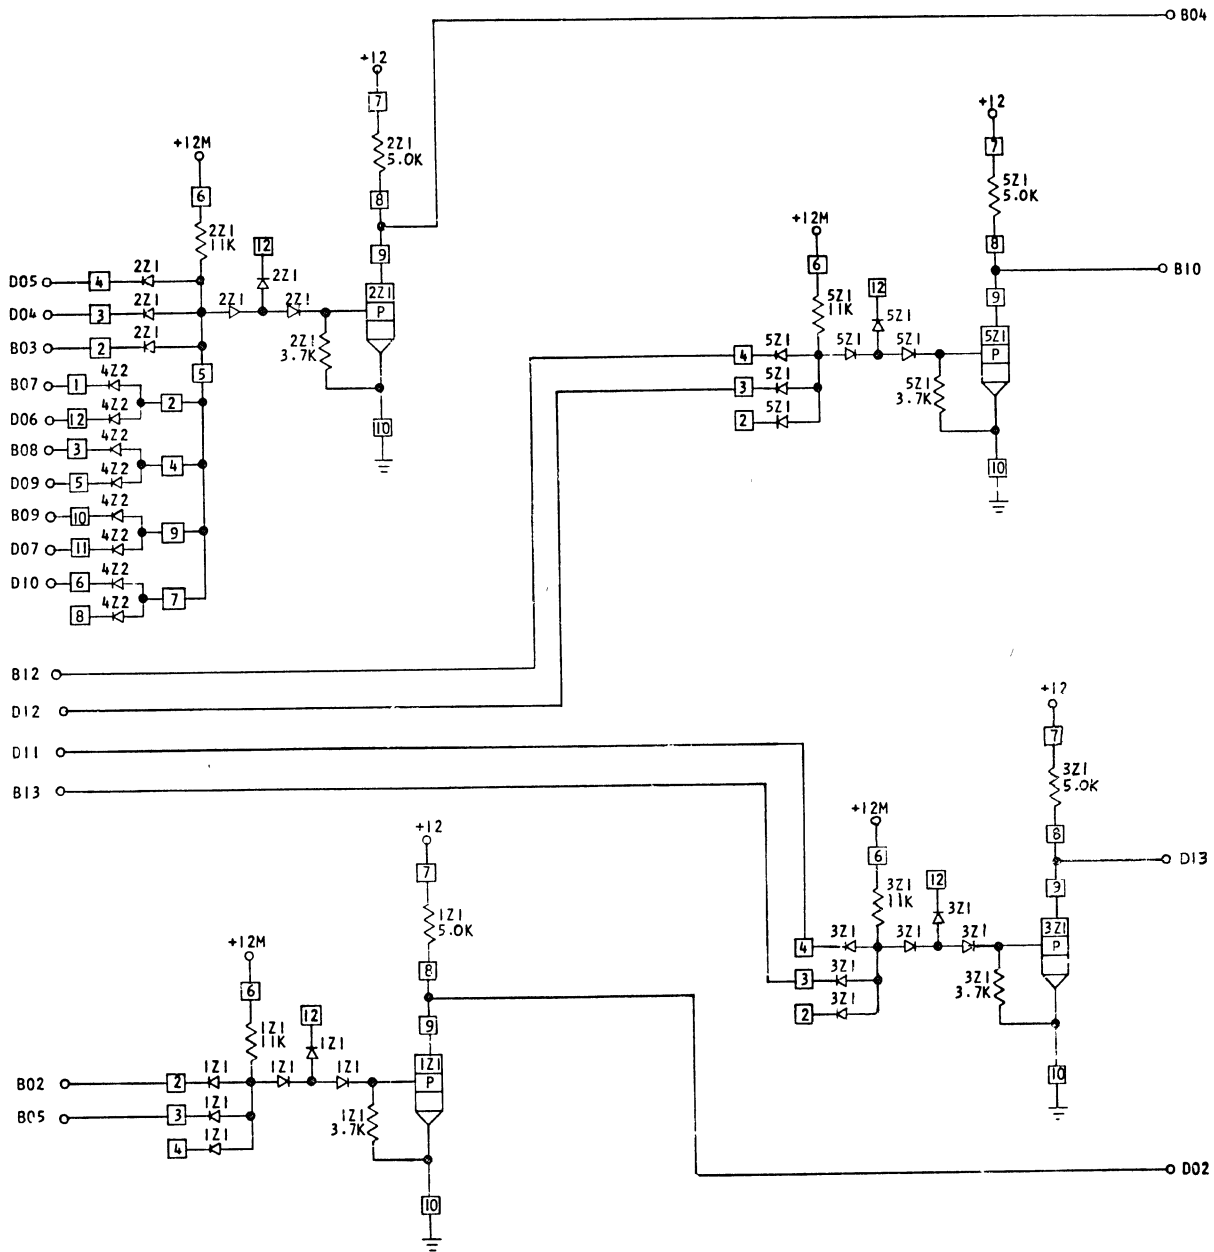 B04
+12
7
2Z1
5.0K
8
9
2Z1
P
10
+12M
6
2Z1
11K
12
2Z1
2Z1
2Z1
2Z1
3.7K
D05
4
2Z1
D04
3
2Z1
B03
2
2Z1
5
B07
1
4Z2
2
D06
12
4Z2
B08
3
4Z2
4
D09
5
4Z2
B09
10
4Z2
9
D07
11
4Z2
D10
6
4Z2
7
8
4Z2
+12
7
5Z1
5.0K
8
B10
9
5Z1
P
10
+12M
6
5Z1
11K
12
5Z1
4
5Z1
5Z1
5Z1
3
5Z1
2
5Z1
5Z1
3.7K
B12
D12
D11
B13
+12
7
3Z1
5.0K
8
D13
9
3Z1
P
10
+12M
6
3Z1
11K
12
3Z1
4
3Z1
3Z1
3Z1
3
3Z1
2
3Z1
3Z1
3.7K
+12
7
1Z1
5.0K
8
9
1Z1
P
10
+12M
6
1Z1
11K
12
1Z1
B02
2
1Z1
1Z1
1Z1
B05
3
1Z1
4
1Z1
1Z1
3.7K
D02